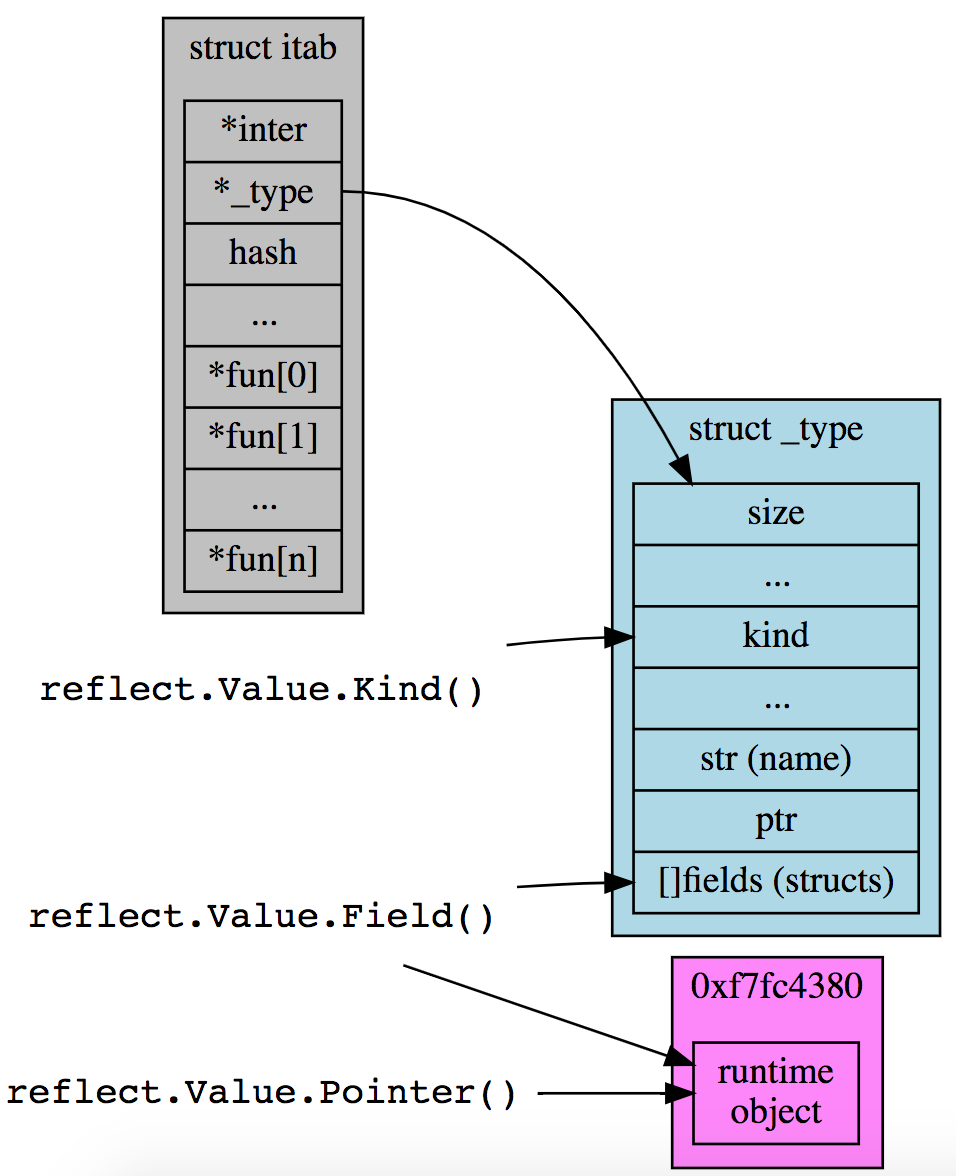 struct itab
*inter
*_type
hash
...
*fun[0]
*fun[1]
...
*fun[n]
struct _type
size
...
kind
...
str (name)
ptr
[]fields (structs)
reflect.Value.Kind()
reflect.Value.Field()
0xf7fc4380
runtime
object
reflect.Value.Pointer()